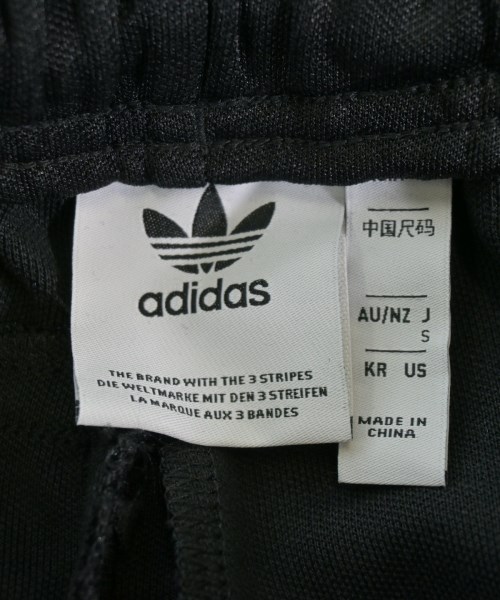 adidas
THE BRAND WITH THE 3 STRIPES
DIE WELTMARKE MIT DEN 3 STREIFEN
LA MARQUE AUX 3 BANDES
中国尺码
AU/NZ J
S
KR US
MADE IN
CHINA